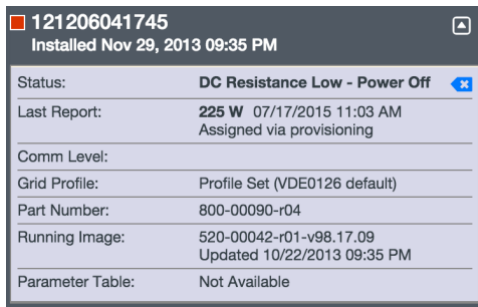 121206041745
Installed Nov 29, 2013 09:35 PM
Status: DC Resistance Low - Power Off
Last Report: 225 W 07/17/2015 11:03 AM
Assigned via provisioning
Comm Level:
Grid Profile: Profile Set (VDE0126 default)
Part Number: 800-00090-r04
Running Image: 520-00042-r01-v98.17.09
Updated 10/22/2013 09:35 PM
Parameter Table: Not Available